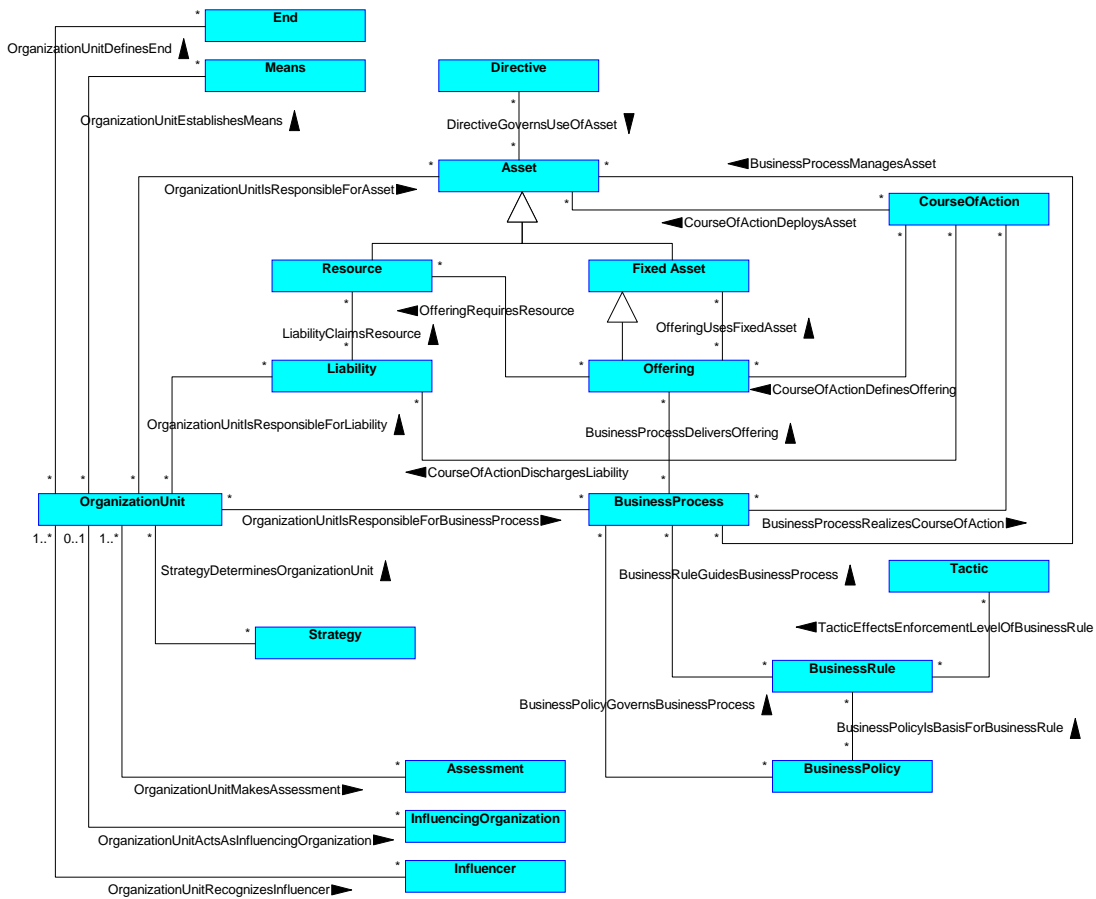 *
End
OrganizationUnitDefinesEnd
*
Means
Directive
*
OrganizationUnitEstablishesMeans
DirectiveGovernsUseOfAsset
*
*
Asset
*
BusinessProcessManagesAsset
OrganizationUnitIsResponsibleForAsset
*
*
CourseOfAction
CourseOfActionDeploysAsset
*
*
*
Resource
*
Fixed Asset
*
*
OfferingRequiresResource
LiabilityClaimsResource
OfferingUsesFixedAsset
*
*
*
Liability
*
Offering
*
CourseOfActionDefinesOffering
*
*
OrganizationUnitIsResponsibleForLiability
BusinessProcessDeliversOffering
CourseOfActionDischargesLiability
*
*
*
*
*
OrganizationUnit
*
*
BusinessProcess
*
OrganizationUnitIsResponsibleForBusinessProcess
BusinessProcessRealizesCourseOfAction
1..*
0..1
1..*
*
*
*
*
StrategyDeterminesOrganizationUnit
BusinessRuleGuidesBusinessProcess
Tactic
*
*
Strategy
TacticEffectsEnforcementLevelOfBusinessRule
*
BusinessRule
*
BusinessPolicyGovernsBusinessProcess
*
BusinessPolicyIsBasisForBusinessRule
*
*
BusinessPolicy
*
Assessment
OrganizationUnitMakesAssessment
*
InfluencingOrganization
OrganizationUnitActsAsInfluencingOrganization
*
Influencer
OrganizationUnitRecognizesInfluencer